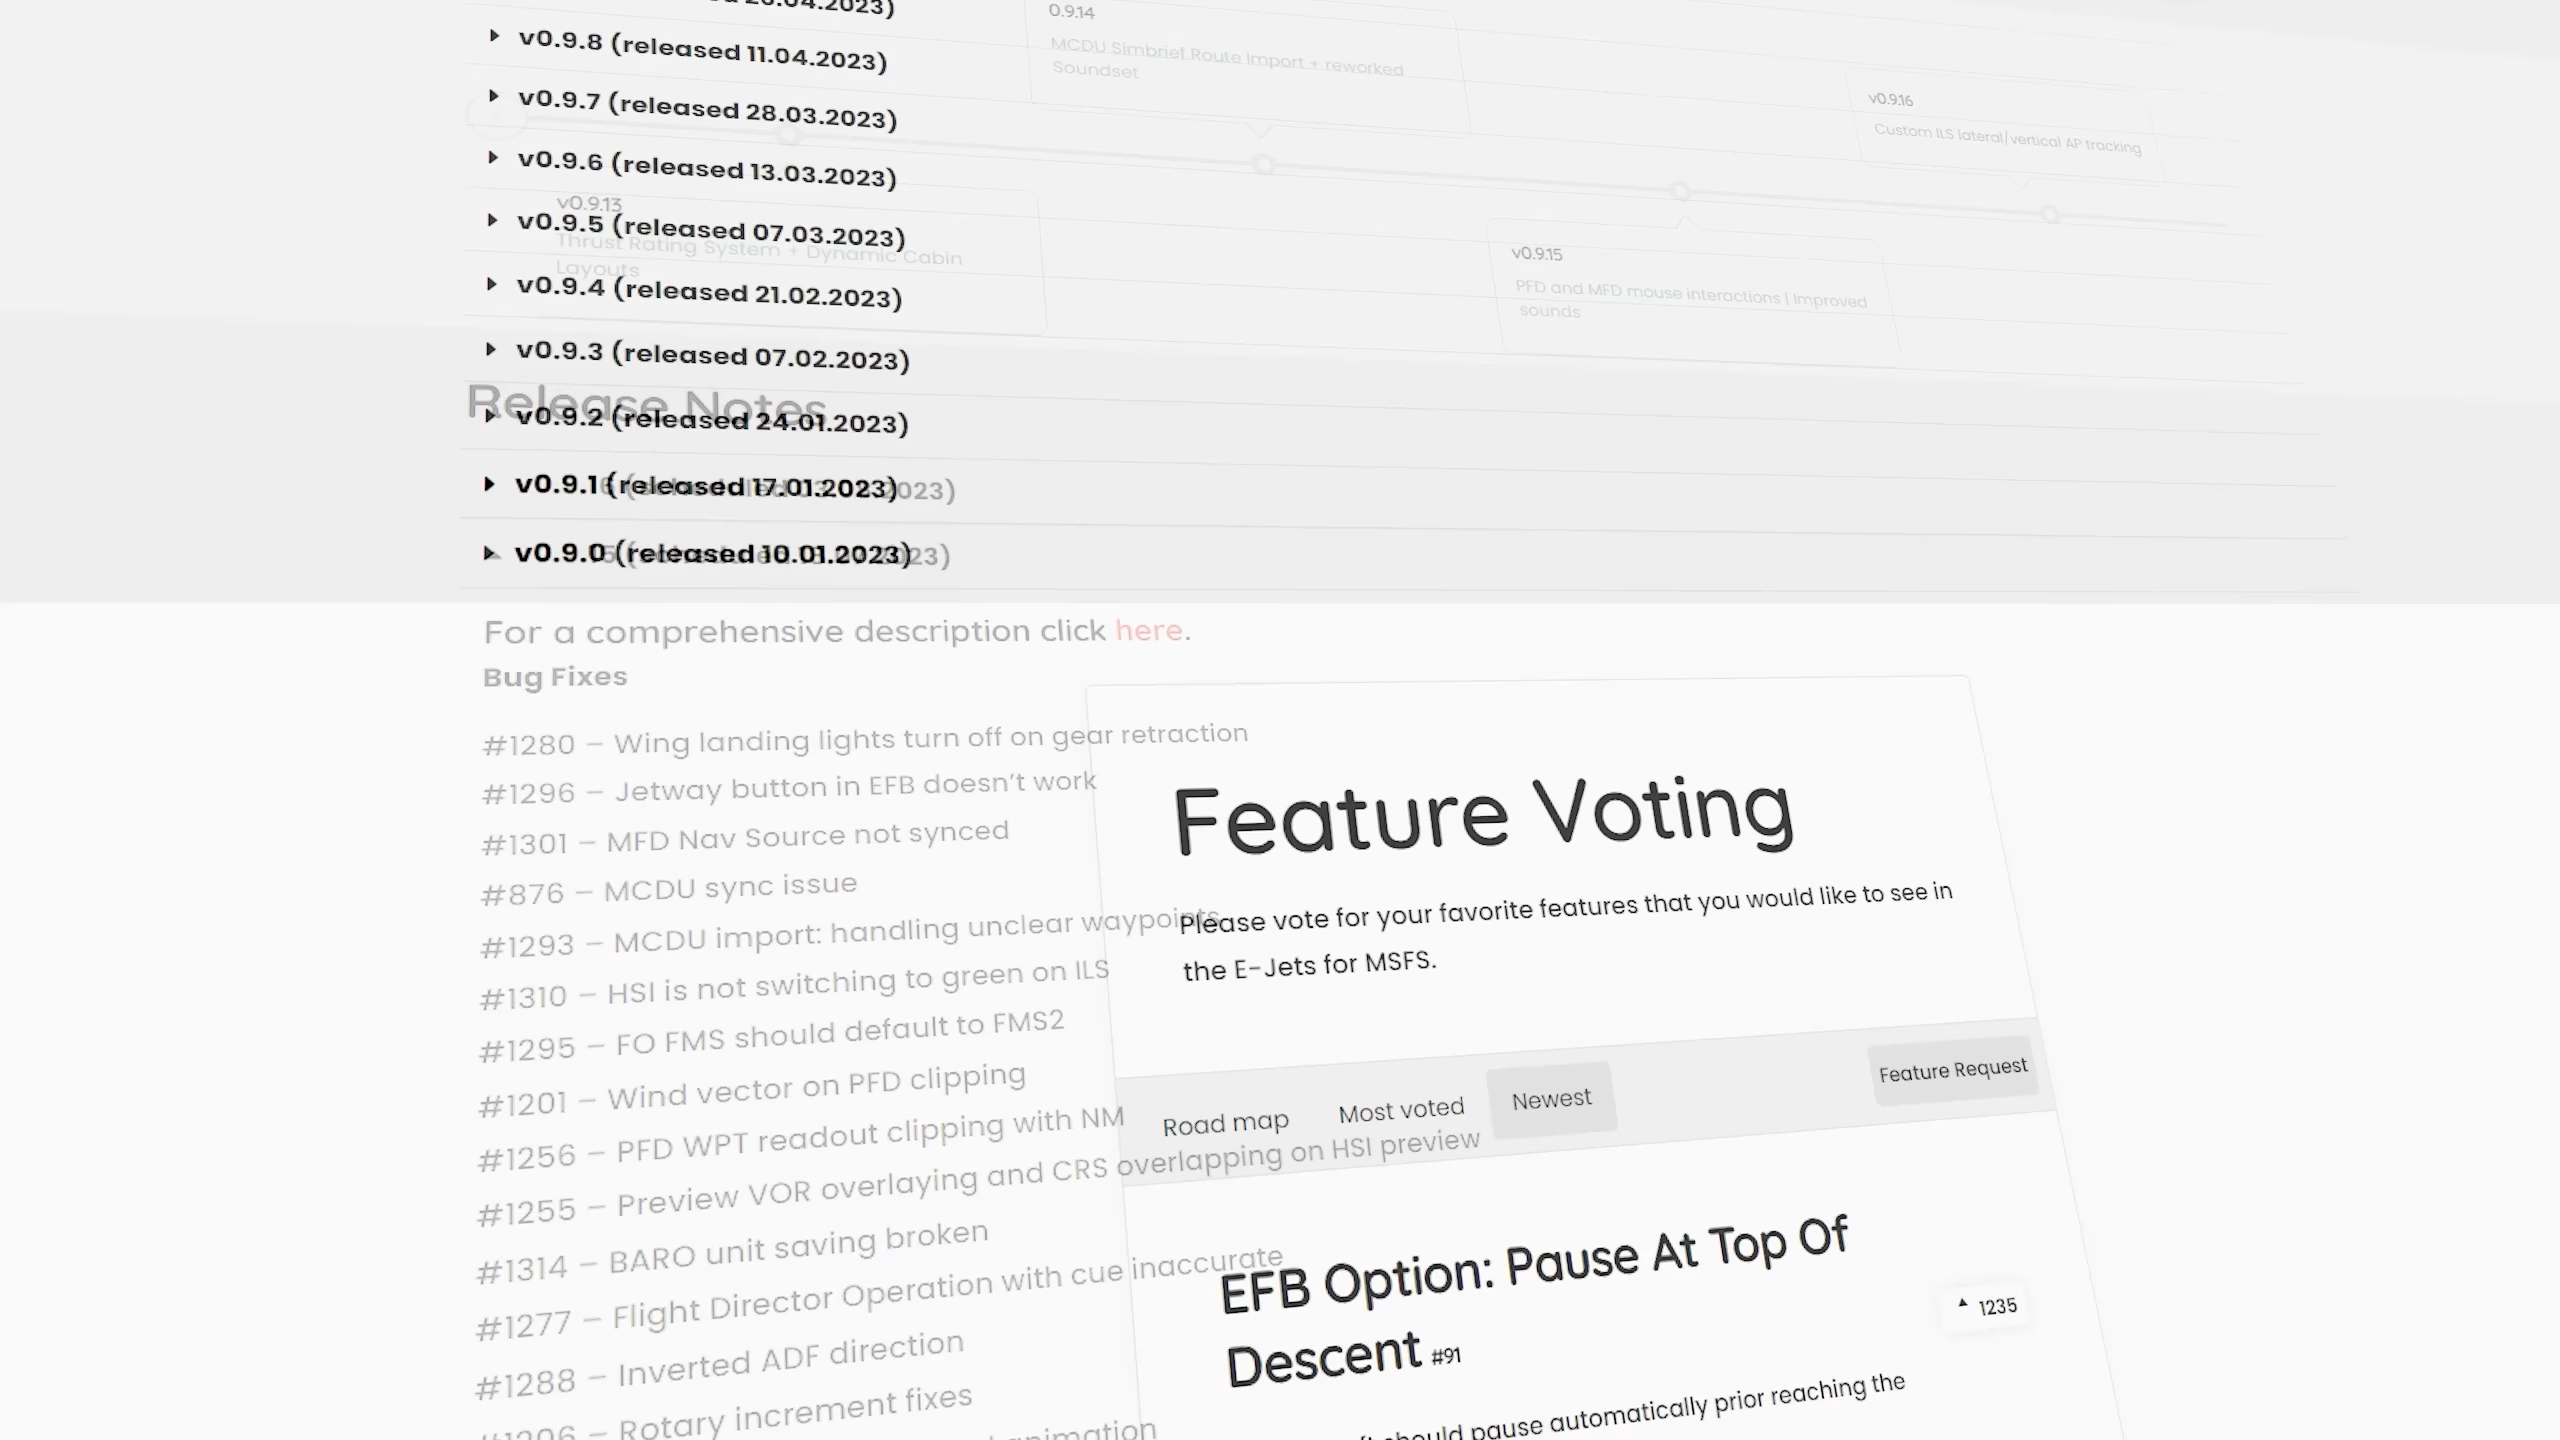 v0.9.8 (released 11.04.2023)
v0.9.7 (released 28.03.2023)
v0.9.6 (released 13.03.2023)
v0.9.5 (released 07.03.2023)
v0.9.4 (released 21.02.2023)
v0.9.3 (released 07.02.2023)
v0.9.2 (released 24.01.2023)
v0.9.1 (released 17.01.2023)
v0.9.0 (released 10.01.2023)
0.9.14
MCDU Simbrief Route Import + reworked
Soundset
v0.9.16
Custom ILS lateral/vertical AP tracking
v0.9.13
Thrust Rating System + Dynamic Cabin
Layouts
v0.9.15
PFD and MFD mouse interactions | Improved
sounds
Release Notes
For a comprehensive description click here.
Bug Fixes
#1280 – Wing landing lights turn off on gear retraction
#1296 – Jetway button in EFB doesn’t work
#1301 – MFD Nav Source not synced
#876 – MCDU sync issue
#1293 – MCDU import: handling unclear waypoints
#1310 – HSI is not switching to green on ILS
#1295 – FO FMS should default to FMS2
#1201 – Wind vector on PFD clipping
#1256 – PFD WPT readout clipping with NM
#1255 – Preview VOR overlaying and CRS overlapping on HSI preview
#1314 – BARO unit saving broken
#1277 – Flight Director Operation with cue inaccurate
#1288 – Inverted ADF direction
– Rotary increment fixes
animation
Feature Voting
Please vote for your favorite features that you would like to see in
the E-Jets for MSFS.
Road map Most voted Newest Feature Request
EFB Option: Pause At Top Of
Descent #91
▲ 1235
should pause automatically prior reaching the